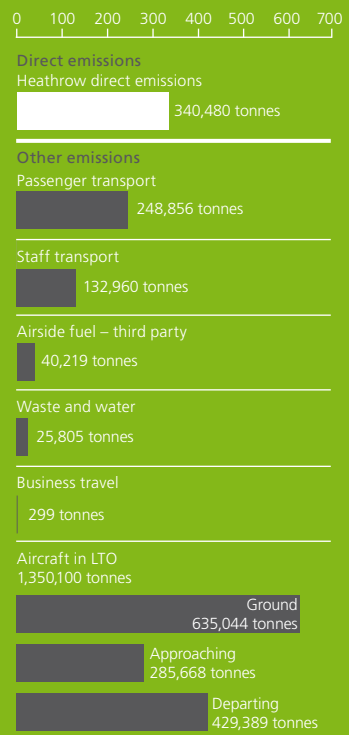 0 100 200 300 400 500 600 700
Direct emissions
Heathrow direct emissions
340,480 tonnes
Other emissions
Passenger transport
248,856 tonnes
Staff transport
132,960 tonnes
Airside fuel – third party
40,219 tonnes
Waste and water
25,805 tonnes
Business travel
299 tonnes
Aircraft in LTO
1,350,100 tonnes
Ground
635,044 tonnes
Approaching
285,668 tonnes
Departing
429,389 tonnes